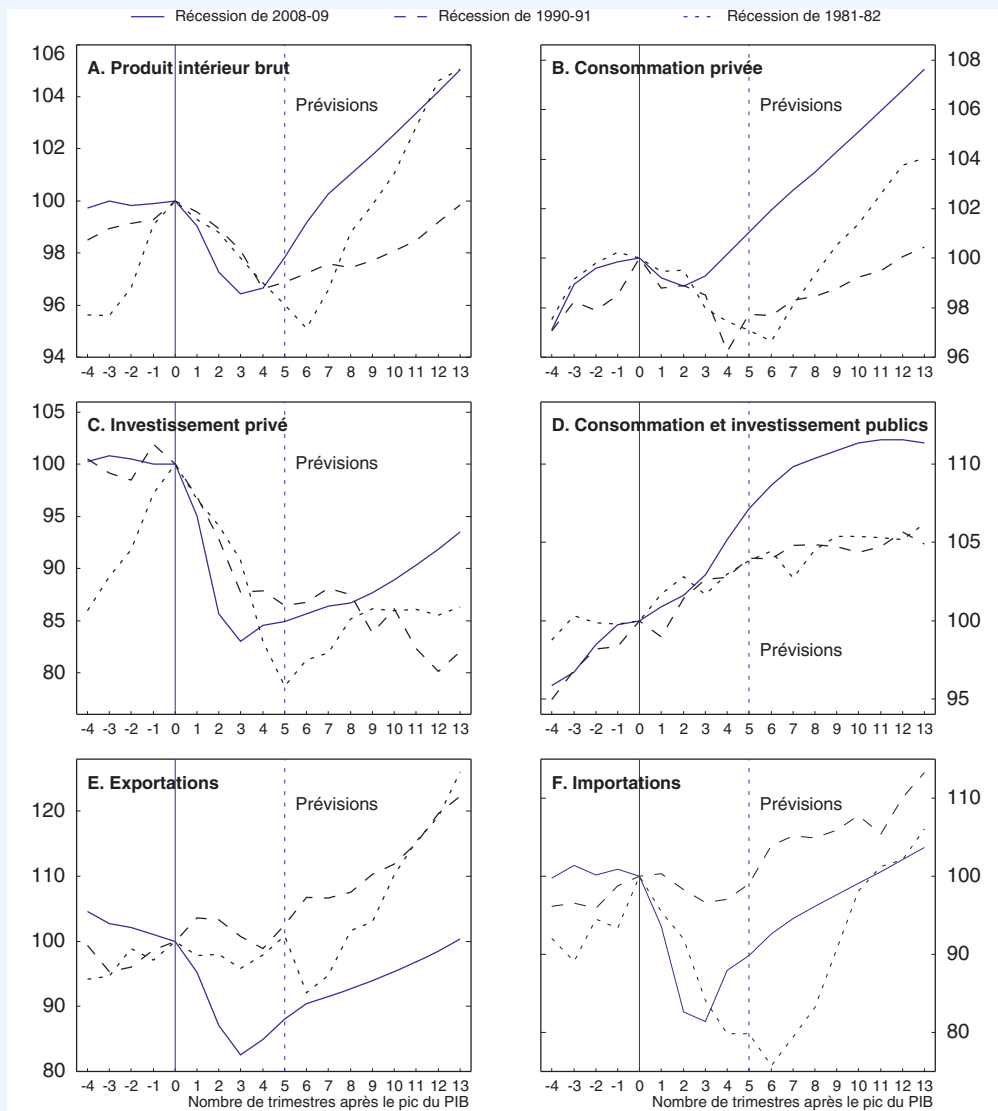 Récession de 2008-09 Récession de 1990-91 Récession de 1981-82
A. Produit intérieur brut
Prévisions
106
104
102
100
98
96
94
-4 -3 -2 -1 0 1 2 3 4 5 6 7 8 9 10 11 12 13
B. Consommation privée
Prévisions
108
106
104
102
100
98
96
-4 -3 -2 -1 0 1 2 3 4 5 6 7 8 9 10 11 12 13
C. Investissement privé
Prévisions
105
100
95
90
85
80
-4 -3 -2 -1 0 1 2 3 4 5 6 7 8 9 10 11 12 13
D. Consommation et investissement publics
110
105
100
Prévisions
95
-4 -3 -2 -1 0 1 2 3 4 5 6 7 8 9 10 11 12 13
E. Exportations
Prévisions
120
110
100
90
80
-4 -3 -2 -1 0 1 2 3 4 5 6 7 8 9 10 11 12 13
Nombre de trimestres après le pic du PIB
F. Importations
Prévisions
110
100
90
80
-4 -3 -2 -1 0 1 2 3 4 5 6 7 8 9 10 11 12 13
Nombre de trimestres après le pic du PIB